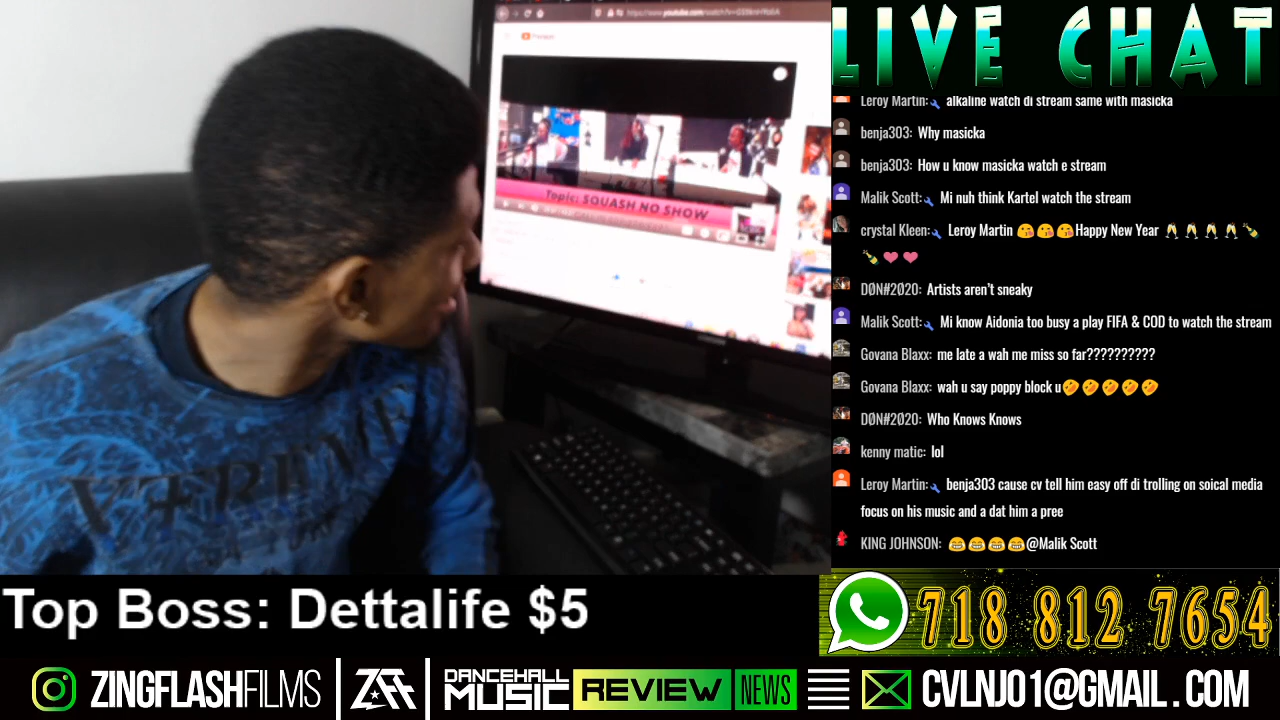 LIVE CHAT
Leroy Martin: alkaline watch di stream same with masicka
benja303: Why masicka
benja303: How u know masicka watch e stream
Malik Scott: Mi nuh think Kartel watch the stream
crystal Kleen: Leroy Martin 😘😘😘Happy New Year 🥂🥂🥂🥂🍾
🍾❤❤
DØN#2020: Artists aren't sneaky
Malik Scott: Mi know Aidonia too busy a play FIFA & COD to watch the stream
Govana Blaxx: me late a wah me miss so far??????????
Govana Blaxx: wah u say poppy block u🤣🤣🤣🤣🤣
DØN#2020: Who Knows Knows
kenny matic: lol
Leroy Martin: benja303 cause cv tell him easy off di trolling on soical media
focus on his music and a dat him a pree
KING JOHNSON: 😂😂😂😂@Malik Scott
Topic: SQUASH NO SHOW
Top Boss: Dettalife $5
718 812 7654
ZINGFLASHFILMS
ZFF
DANCEHALL
MUSIC REVIEW NEWS
CVLNJ01@GMAIL.COM